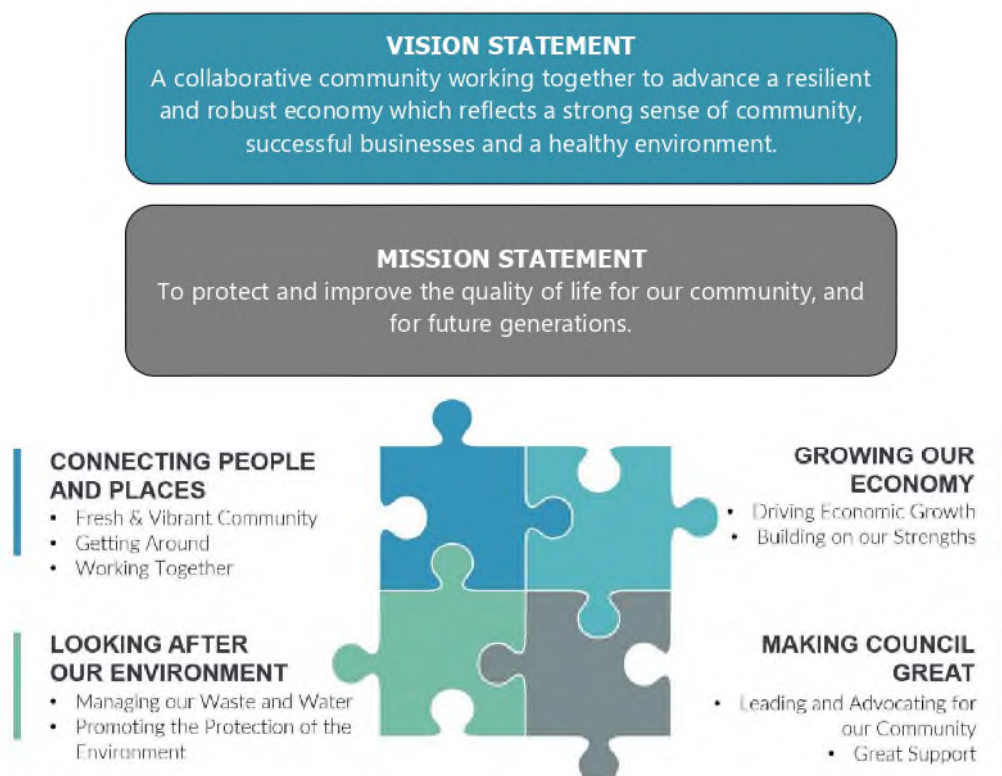 VISION STATEMENT
A collaborative community working together to advance a resilient
and robust economy which reflects a strong sense of community,
successful businesses and a healthy environment.
MISSION STATEMENT
To protect and improve the quality of life for our community, and
for future generations.
CONNECTING PEOPLE
AND PLACES
• Fresh & Vibrant Community
• Getting Around
• Working Together
GROWING OUR
ECONOMY
• Driving Economic Growth
• Building on our Strengths
LOOKING AFTER
OUR ENVIRONMENT
• Managing our Waste and Water
• Promoting the Protection of the
Environment
MAKING COUNCIL
GREAT
• Leading and Advocating for
our Community
• Great Support